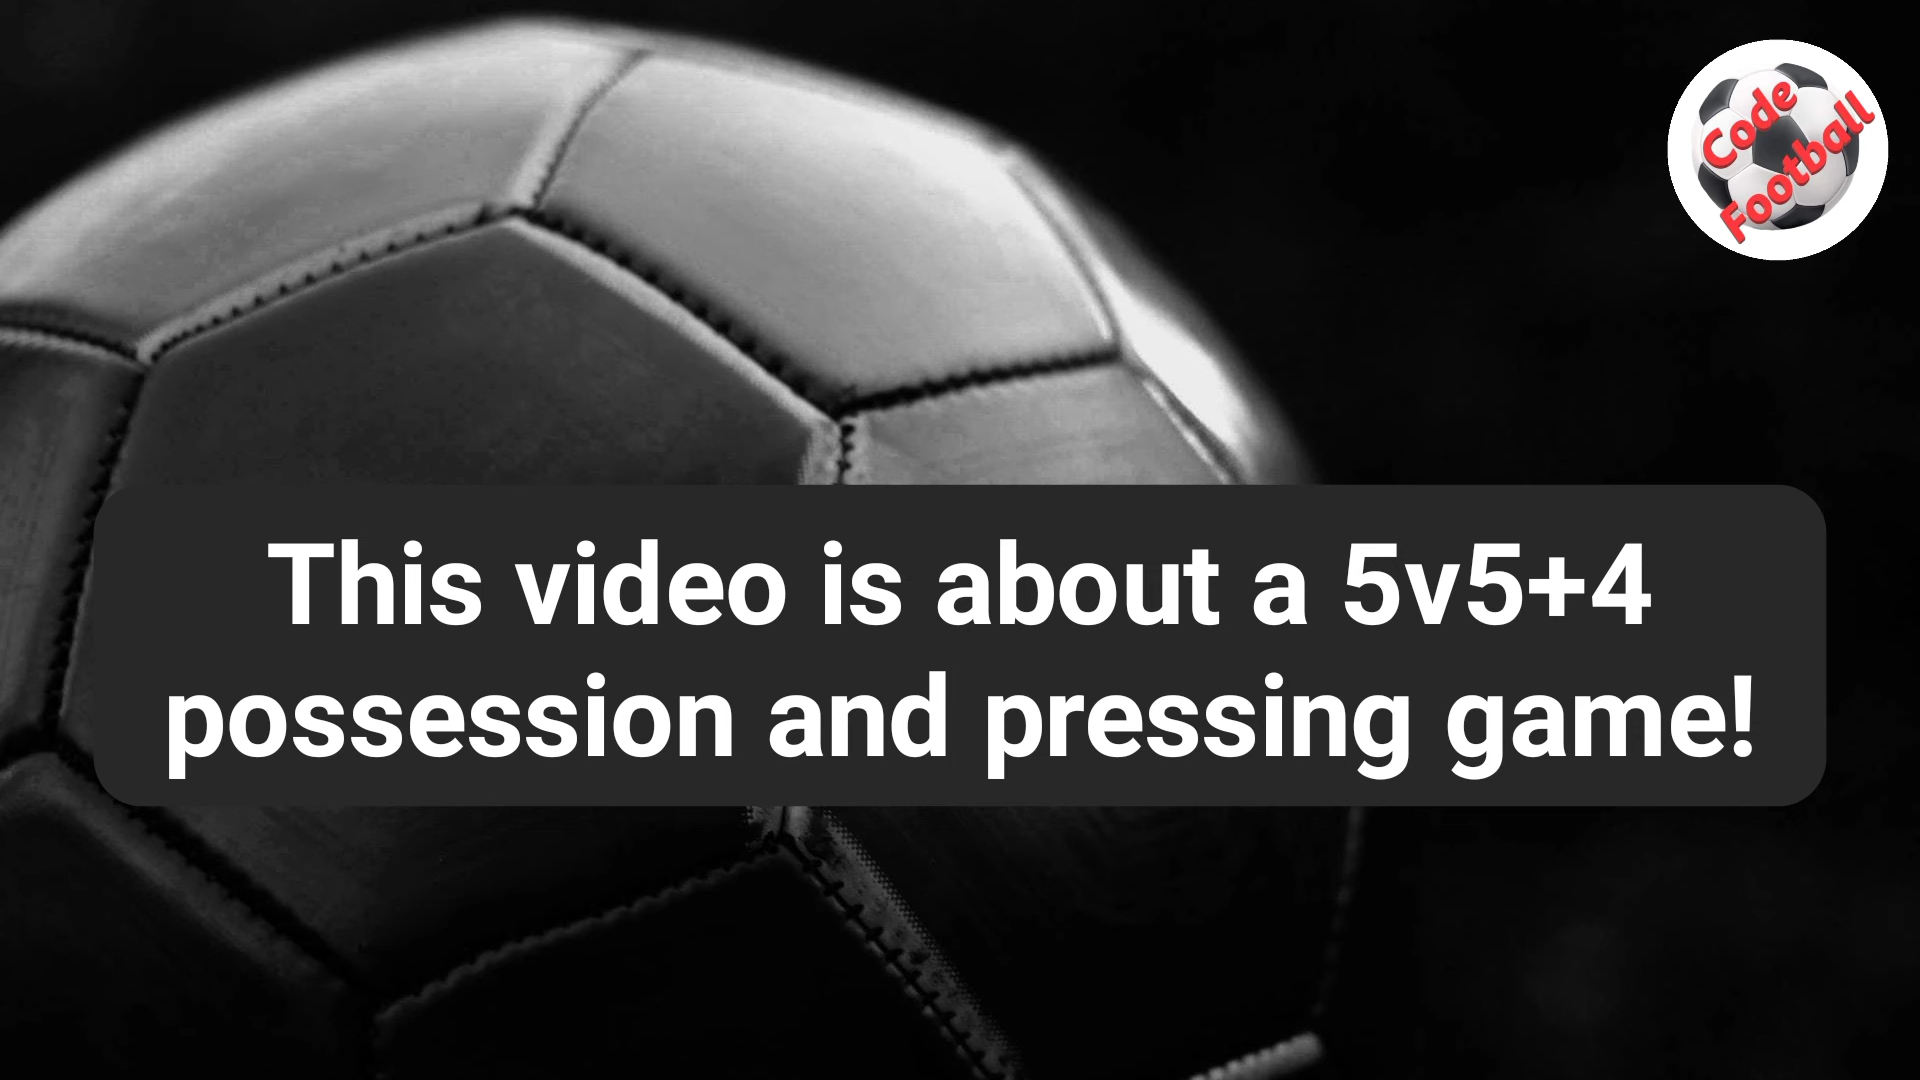 Code
Football
This video is about a 5v5+4
possession and pressing game!